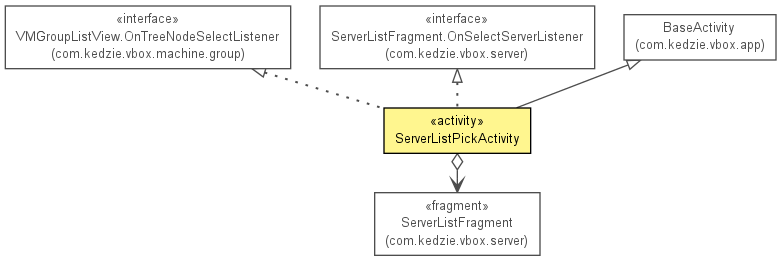 «interface»
VMGroupListView.OnTreeNodeSelectListener
(com.kedzie.vbox.machine.group)
«interface»
ServerListFragment.OnSelectServerListener
(com.kedzie.vbox.server)
BaseActivity
(com.kedzie.vbox.app)
«activity»
ServerListPickActivity
«fragment»
ServerListFragment
(com.kedzie.vbox.server)